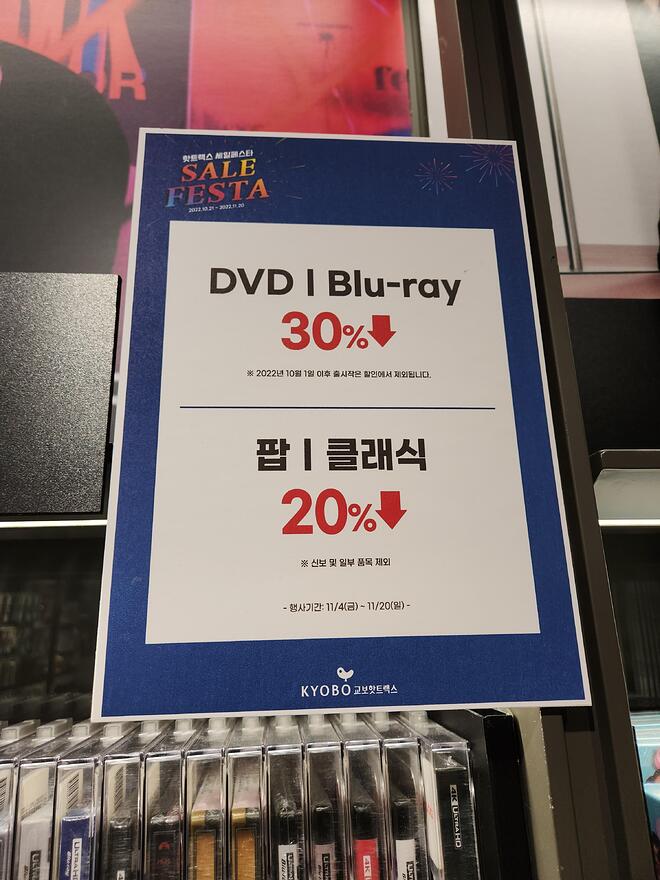 핫트랙스 세일페스타
SALE
FESTA
2022.10.21 ~ 2022.11.20
DVD | Blu-ray
30%
※ 2022년 10월 1일 이후 출시작은 할인에서 제외됩니다.
팝 | 클래식
20%
※ 신보 및 일부 품목 제외
- 행사기간: 11/4(금) ~ 11/20(일) -
KYOBO 교보핫트랙스
4K ULTRA HD